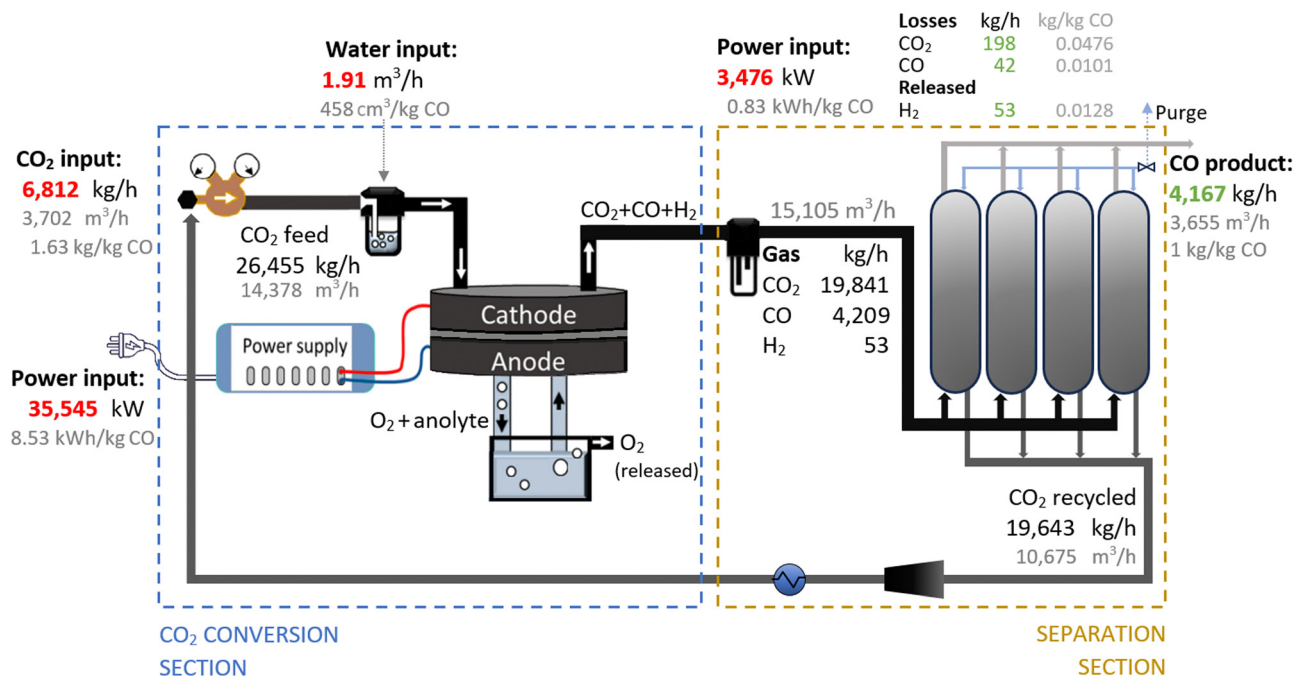 Water input:
1.91 m³/h
458 cm³/kg CO
Power input:
3,476 kW
0.83 kWh/kg CO
Losses kg/h kg/kg CO
CO₂ 198 0.0476
CO 42 0.0101
Released
H₂ 53 0.0128
Purge
CO₂ input:
6,812 kg/h
3,702 m³/h
1.63 kg/kg CO
CO₂ feed
26,455 kg/h
14,378 m³/h
CO₂+CO+H₂
15,105 m³/h
Gas kg/h
CO₂ 19,841
CO 4,209
H₂ 53
CO product:
4,167 kg/h
3,655 m³/h
1 kg/kg CO
Power supply
Cathode
Anode
Power input:
35,545 kW
8.53 kWh/kg CO
O₂ + anolyte
O₂
(released)
CO₂ recycled
19,643 kg/h
10,675 m³/h
CO₂ CONVERSION
SECTION
SEPARATION
SECTION